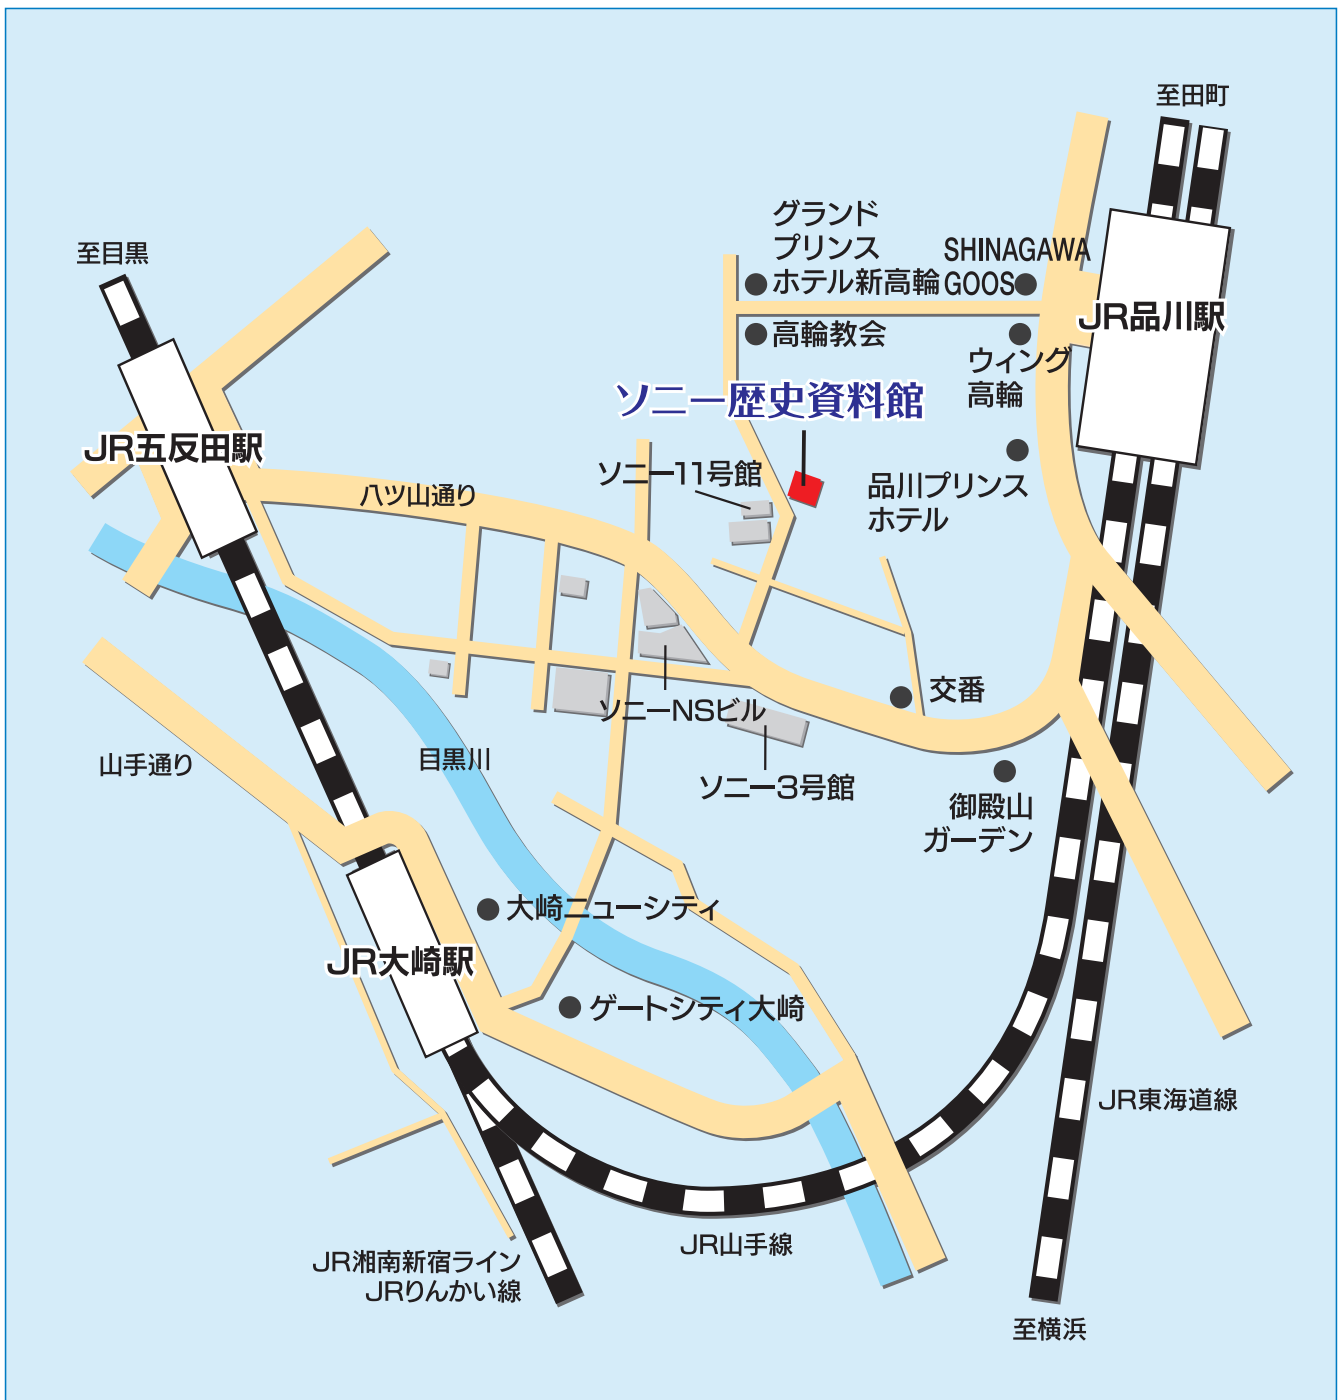 至田町
グランド
プリンス
ホテル新高輪
SHINAGAWA
GOOS
至目黒
JR品川駅
高輪教会
ウィング
高輪
ソニー歴史資料館
JR五反田駅
ソニー11号館
八ツ山通り
品川プリンス
ホテル
交番
ソニーNSビル
山手通り
目黒川
ソニー3号館
御殿山
ガーデン
大崎ニューシティ
JR大崎駅
ゲートシティ大崎
JR東海道線
JR山手線
JR湘南新宿ライン
JRりんかい線
至横浜